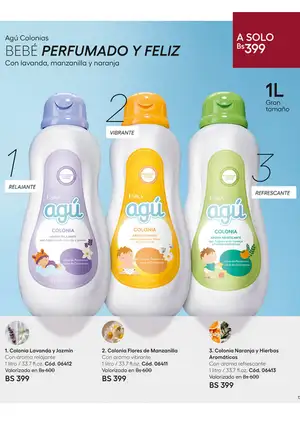 Agú Colonias
BEBÉ PERFUMADO Y FELIZ
Con lavanda, manzanilla y naranja
A SOLO
Bs 399
1L
Gran
tamaño
1
RELAJANTE
2
VIBRANTE
3
REFRESCANTE
agú
COLONIA
agú
COLONIA
agú
COLONIA
1. Colonia Lavanda y Jazmín
Con aroma relajante
1 litro / 33.7 fl.oz. Cód. 06412
Valorizado en Bs 600
BS 399
2. Colonia Flores de Manzanilla
Con aroma vibrante
1 litro / 33.7 fl.oz. Cód. 06411
Valorizado en Bs 600
BS 399
3. Colonia Naranja y Hierbas
Aromáticas
Con aroma refrescante
1 litro / 33.7 fl.oz. Cód. 06413
Valorizado en Bs 600
BS 399